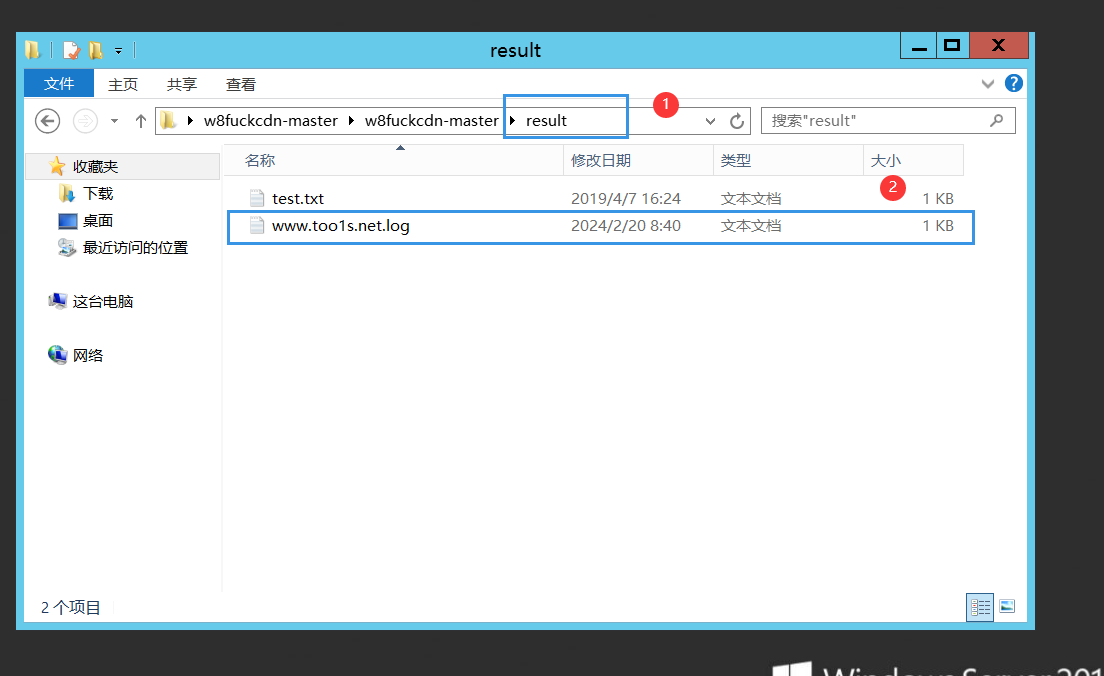 result
文件 主页 共享 查看
w8fuckcdn-master w8fuckcdn-master result 1 搜索"result"
收藏夹
下载
桌面
最近访问的位置
这台电脑
网络
名称 修改日期 类型 大小
2
test.txt 2019/4/7 16:24 文本文档 1 KB
www.too1s.net.log 2024/2/20 8:40 文本文档 1 KB
2 个项目
Windows Server 201